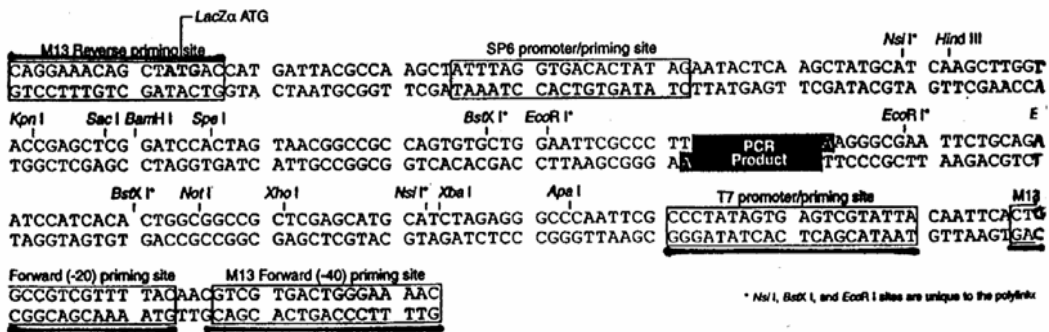 LacZα ATG
M13 Reverse priming site SP6 promoter/priming site Nsi I* Hind III
CAGGAAACAG CTATGACCAT GATTACGCCA AGCTATTTAG GTGACACTAT AGAATACTCA AGCTATGCAT CAAGCTTGGT
GTCCTTTGTC GATACTGGTA CTAATGCGGT TCGATAAATC CACTGTGATA TCTTATGAGT TCGATACGTA GTTCGAACCA
Kpn I Sac I BamH I Spe I BstX I* EcoR I* EcoR I* E
ACCGAGCTCG GATCCACTAG TAACGGCCGC CAGTGTGCTG GAATTCGCCC TT PCR Product AAGGGCGAA TTCTGCAGA
TGGCTCGAGC CTAGGTGATC ATTGCCGGCG GTCACACGAC CTTAAGCGGG AA TTCCCGCTT AAGACGTCT
BstX I* Not I Xho I Nsi I* Xba I Apa I T7 promoter/priming site M13
ATCCATCACA CTGGCGGCCG CTCGAGCATG CATCTAGAGG GCCCAATTCG CCCTATAGTG AGTCGTATTA CAATTCACTG
TAGGTAGTGT GACCGCCGGC GAGCTCGTAC GTAGATCTCC CGGGTTAAGC GGGATATCAC TCAGCATAAT GTTAAGTGAC
Forward (-20) priming site M13 Forward (-40) priming site
GCCGTCGTTT TACAACGTCG TGACTGGGAA AAC
CGGCAGCAAA ATGTTGCAGC ACTGACCCTT TTG
* Nsi I, BstX I, and EcoR I sites are unique to the